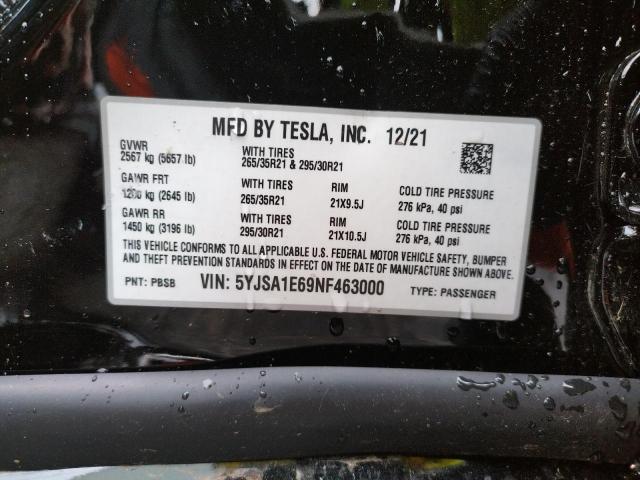 MFD BY TESLA, INC. 12/21
GVWR
2567 kg (5657 lb)
WITH TIRES
265/35R21 & 295/30R21
GAWR FRT
1200 kg (2645 lb)
WITH TIRES
265/35R21
RIM
21X9.5J
COLD TIRE PRESSURE
276 kPa, 40 psi
GAWR RR
1450 kg (3196 lb)
WITH TIRES
295/30R21
RIM
21X10.5J
COLD TIRE PRESSURE
276 kPa, 40 psi
THIS VEHICLE CONFORMS TO ALL APPLICABLE U.S. FEDERAL MOTOR VEHICLE SAFETY, BUMPER
AND THEFT PREVENTION STANDARDS IN EFFECT ON THE DATE OF MANUFACTURE SHOWN ABOVE.
PNT: PBSB
VIN: 5YJSA1E69NF463000
TYPE: PASSENGER